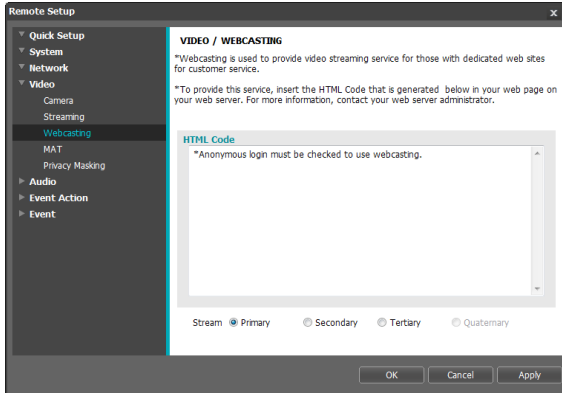 Remote Setup
x
Quick Setup
System
Network
Video
Camera
Streaming
Webcasting
MAT
Privacy Masking
Audio
Event Action
Event
VIDEO / WEBCASTING
*Webcasting is used to provide video streaming service for those with dedicated web sites
for customer service.
*To provide this service, insert the HTML Code that is generated below in your web page on
your web server. For more information, contact your web server administrator.
HTML Code
*Anonymous login must be checked to use webcasting.
Stream Primary Secondary Tertiary Quaternary
OK Cancel Apply